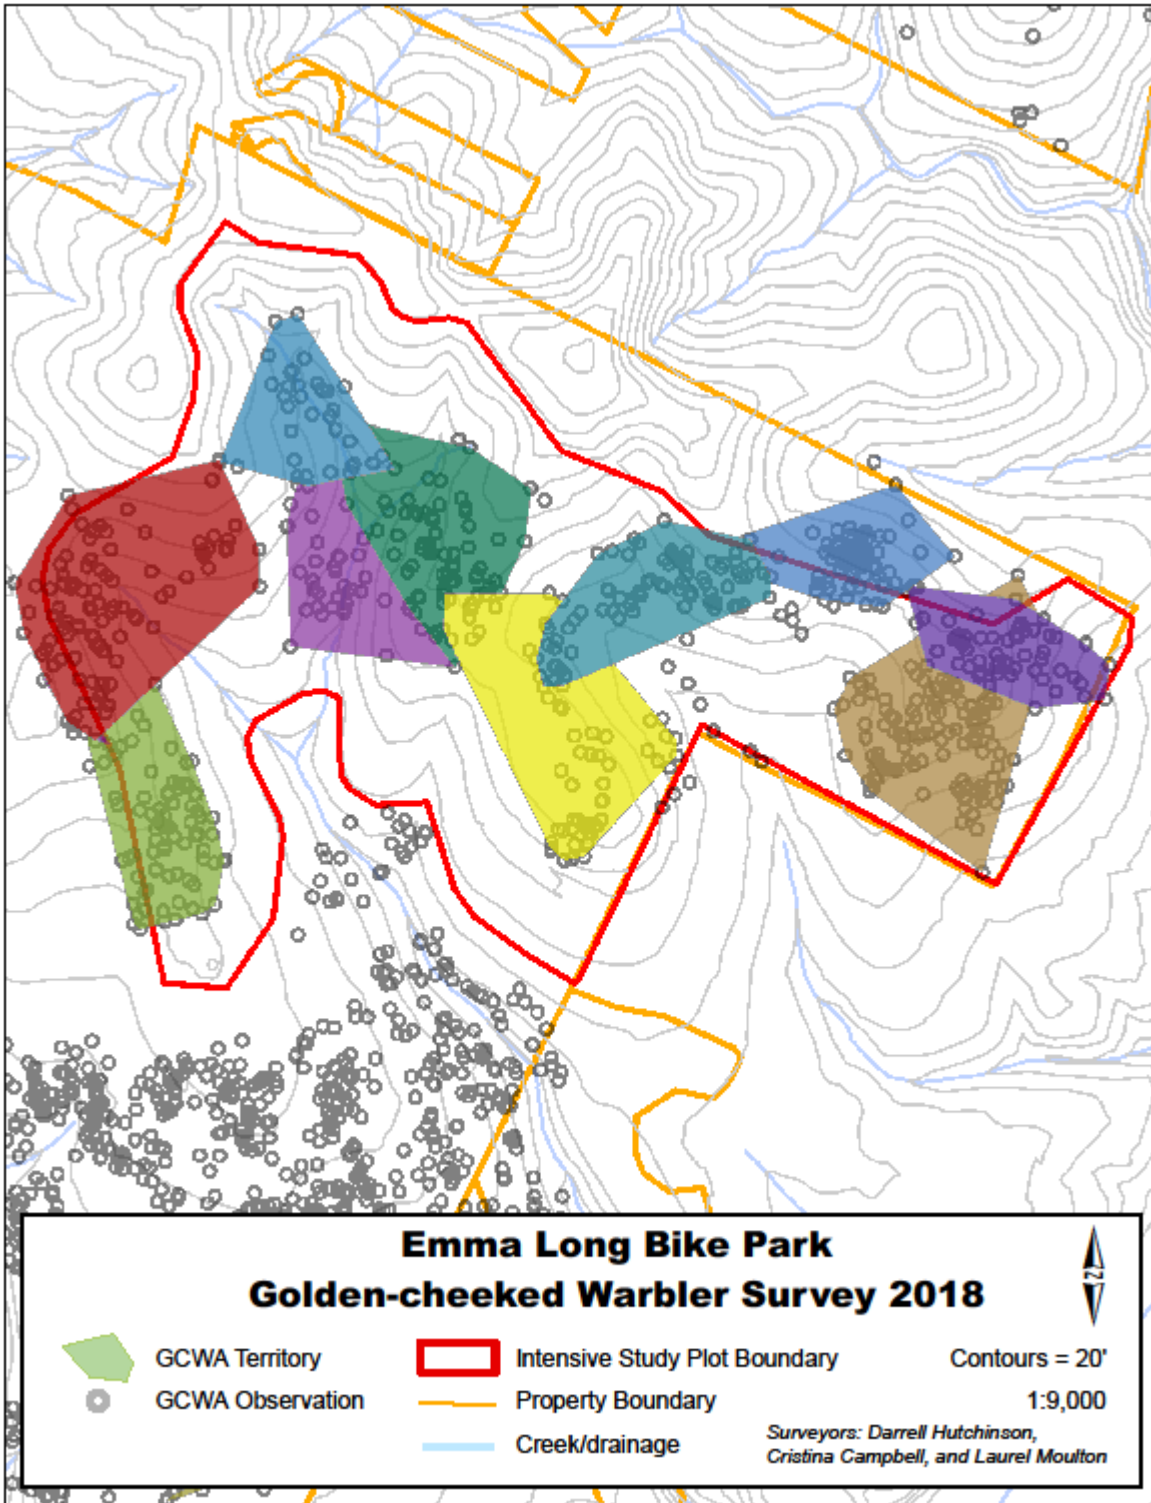 Emma Long Bike Park
Golden-cheeked Warbler Survey 2018
N
GCWA Territory
Intensive Study Plot Boundary
Contours = 20'
GCWA Observation
Property Boundary
1:9,000
Creek/drainage
Surveyors: Darrell Hutchinson,
Cristina Campbell, and Laurel Moulton